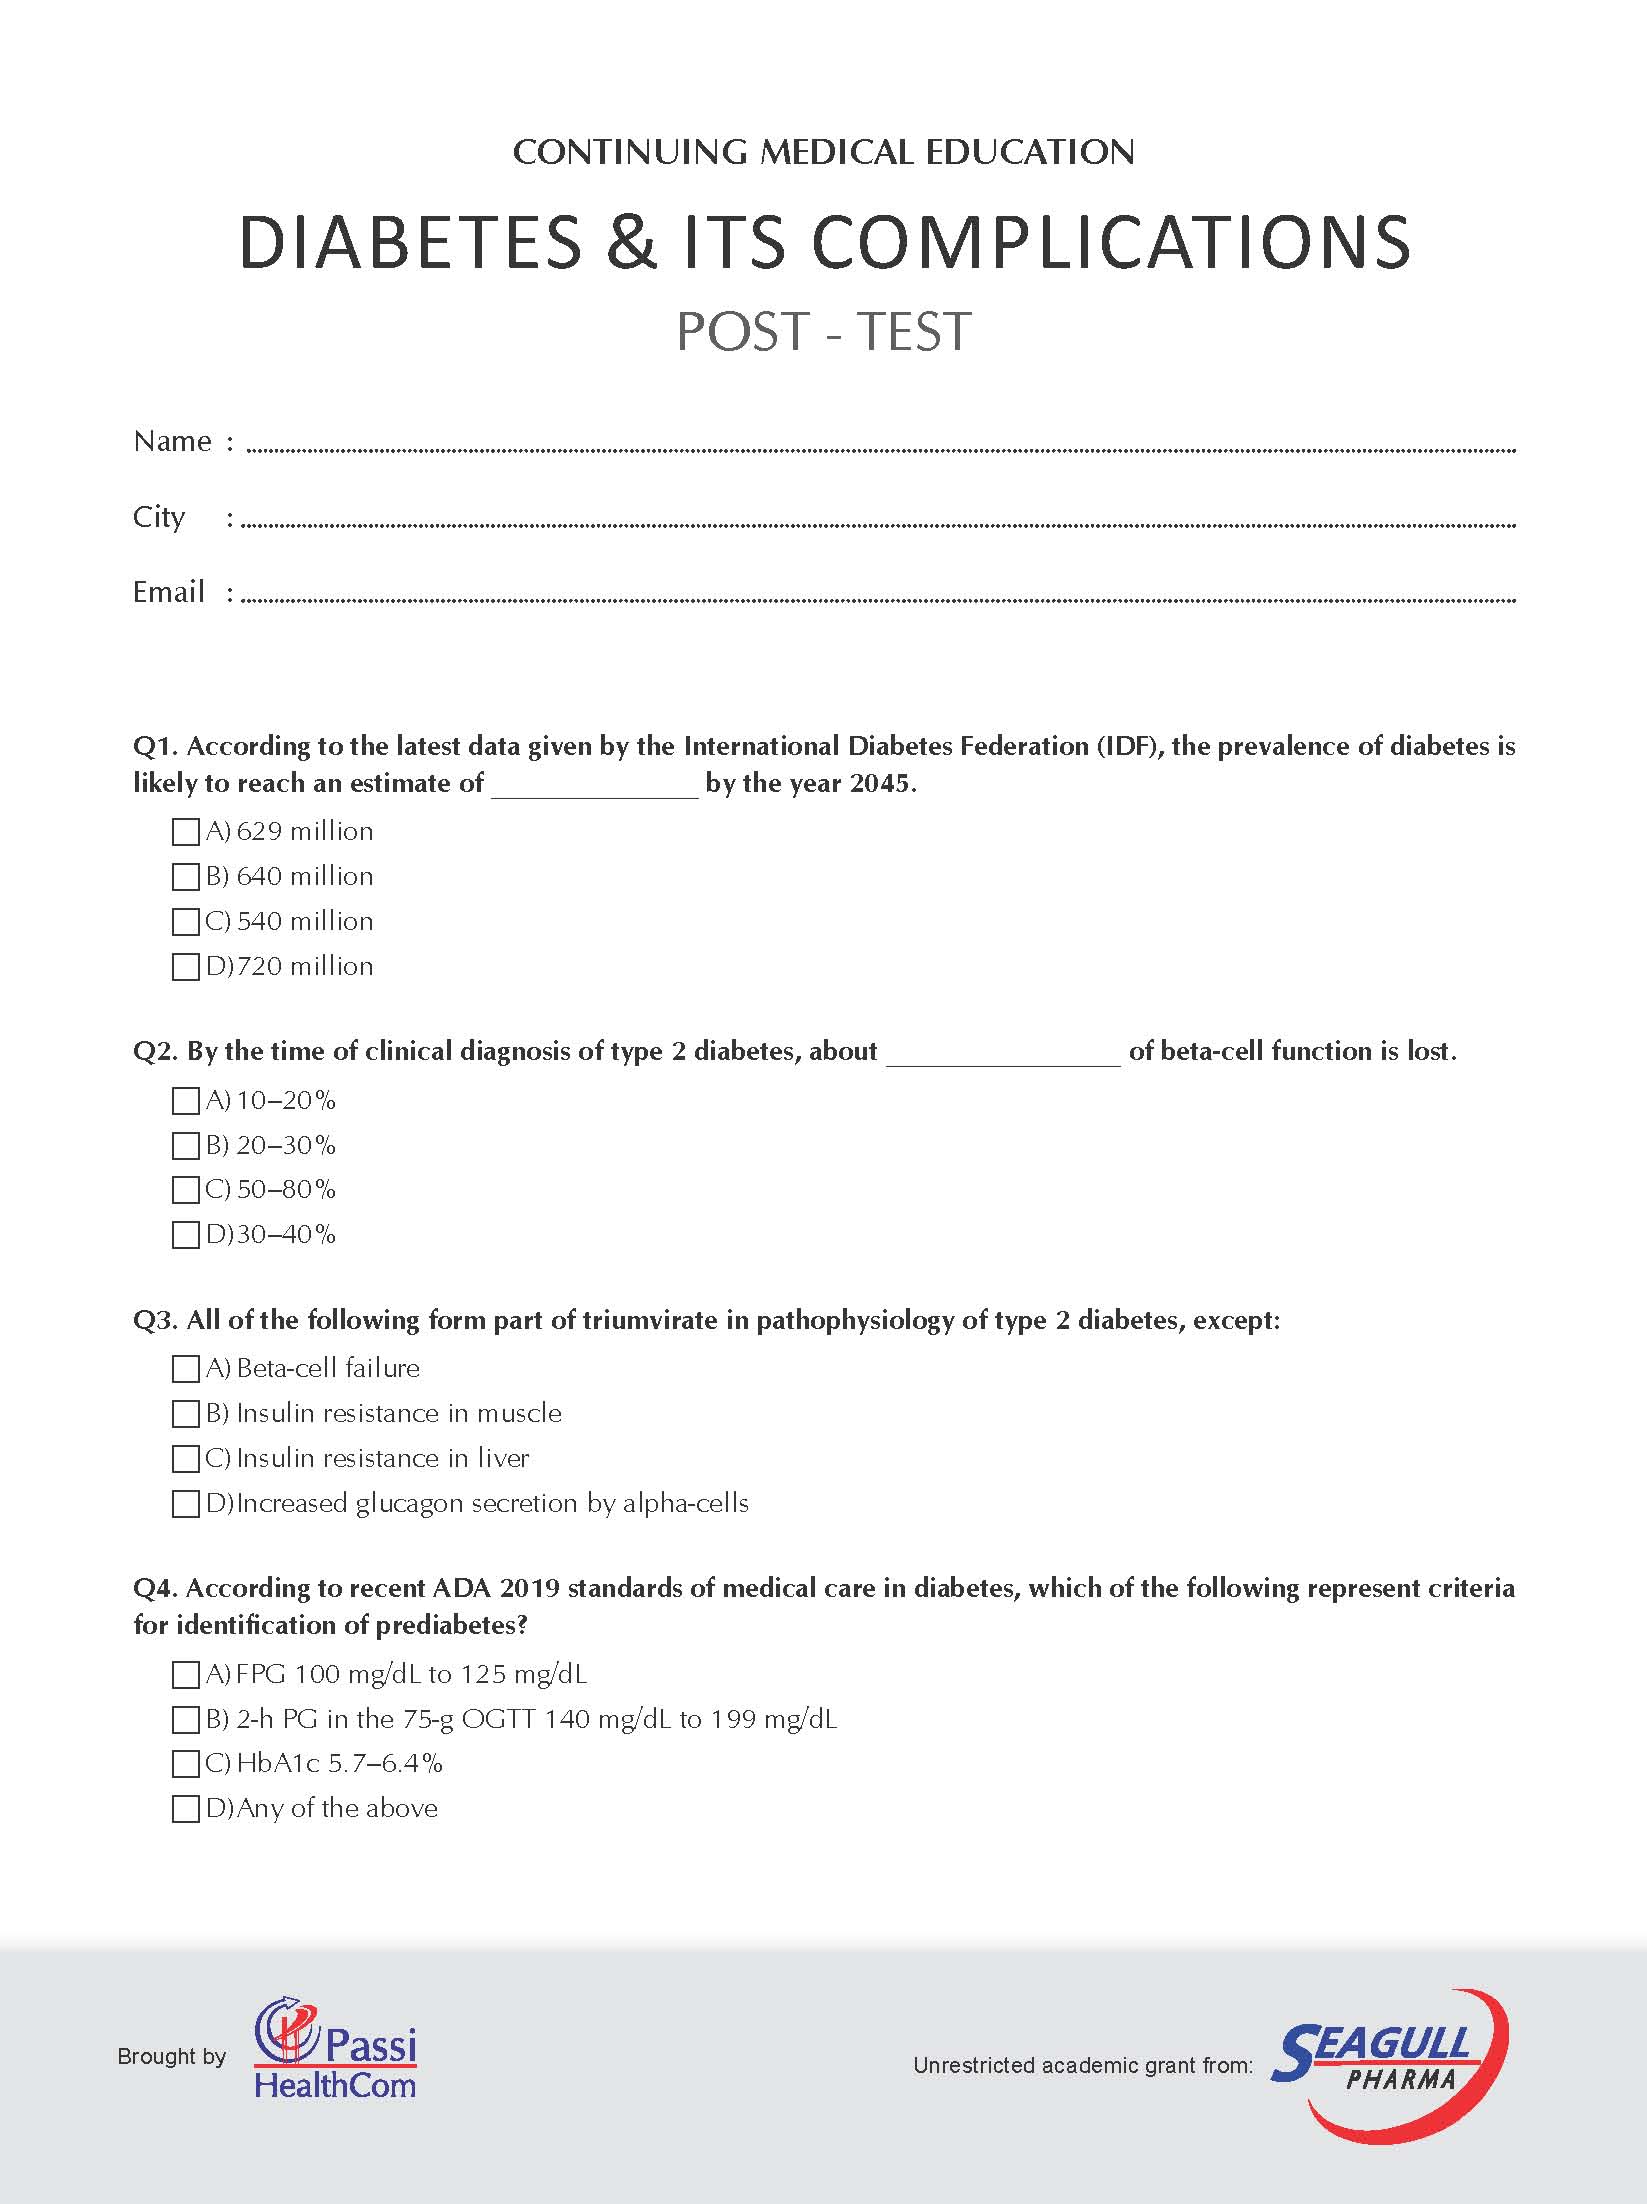 CONTINUING MEDICAL EDUCATION
DIABETES & ITS COMPLICATIONS
POST - TEST
Name :
City :
Email :
Q1. According to the latest data given by the International Diabetes Federation (IDF), the prevalence of diabetes is
likely to reach an estimate of _______________ by the year 2045.
A) 629 million
B) 640 million
C) 540 million
D) 720 million
Q2. By the time of clinical diagnosis of type 2 diabetes, about _________________ of beta-cell function is lost.
A) 10–20%
B) 20–30%
C) 50–80%
D) 30–40%
Q3. All of the following form part of triumvirate in pathophysiology of type 2 diabetes, except:
A) Beta-cell failure
B) Insulin resistance in muscle
C) Insulin resistance in liver
D) Increased glucagon secretion by alpha-cells
Q4. According to recent ADA 2019 standards of medical care in diabetes, which of the following represent criteria
for identification of prediabetes?
A) FPG 100 mg/dL to 125 mg/dL
B) 2-h PG in the 75-g OGTT 140 mg/dL to 199 mg/dL
C) HbA1c 5.7–6.4%
D) Any of the above
Brought by
Passi
HealthCom
Unrestricted academic grant from:
SEAGULL
PHARMA